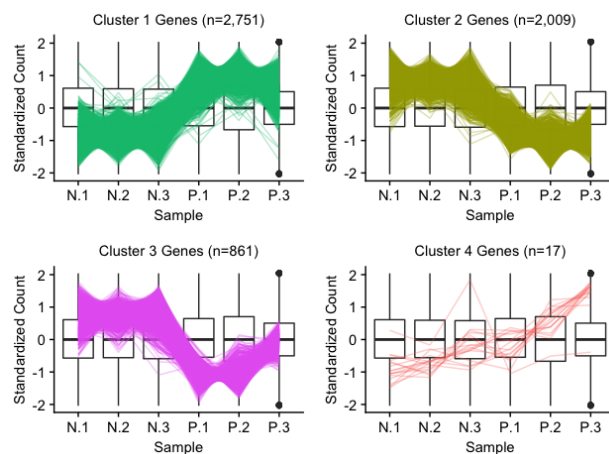 Cluster 1 Genes (n=2,751)
Standardized Count
2
1
0
-1
-2
N.1 N.2 N.3 P.1 P.2 P.3
Sample
Cluster 2 Genes (n=2,009)
Standardized Count
2
1
0
-1
-2
N.1 N.2 N.3 P.1 P.2 P.3
Sample
Cluster 3 Genes (n=861)
Standardized Count
2
1
0
-1
-2
N.1 N.2 N.3 P.1 P.2 P.3
Sample
Cluster 4 Genes (n=17)
Standardized Count
2
1
0
-1
-2
N.1 N.2 N.3 P.1 P.2 P.3
Sample